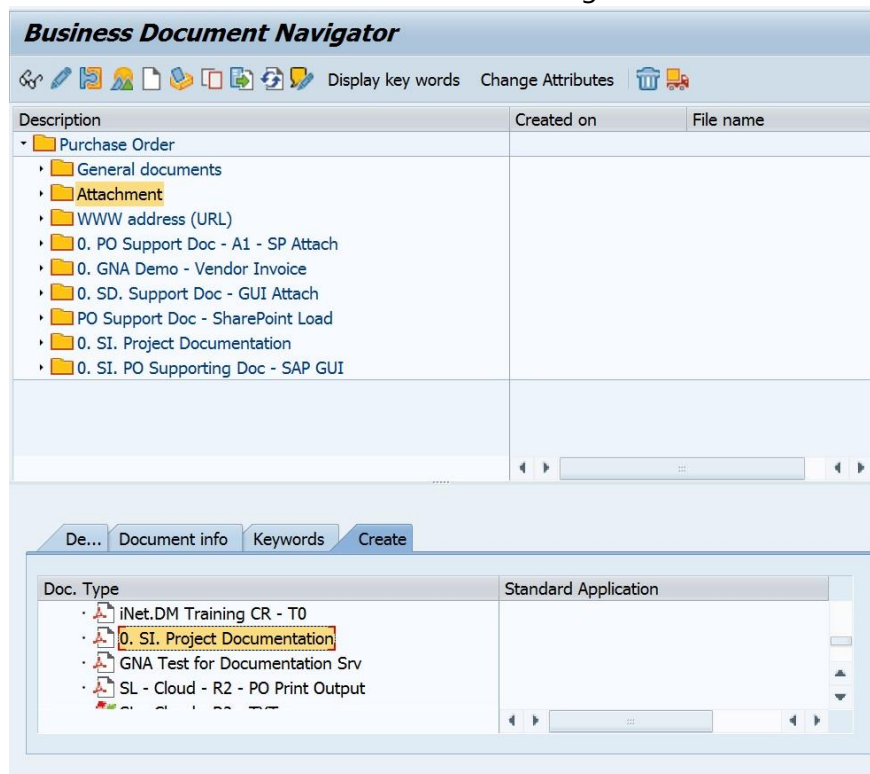 Business Document Navigator
Display key words Change Attributes
Description Created on File name
Purchase Order
General documents
Attachment
WWW address (URL)
0. PO Support Doc - A1 - SP Attach
0. GNA Demo - Vendor Invoice
0. SD. Support Doc - GUI Attach
PO Support Doc - SharePoint Load
0. SI. Project Documentation
0. SI. PO Supporting Doc - SAP GUI
De... Document info Keywords Create
Doc. Type Standard Application
iNet.DM Training CR - T0
0. SI. Project Documentation
GNA Test for Documentation Srv
SL - Cloud - R2 - PO Print Output